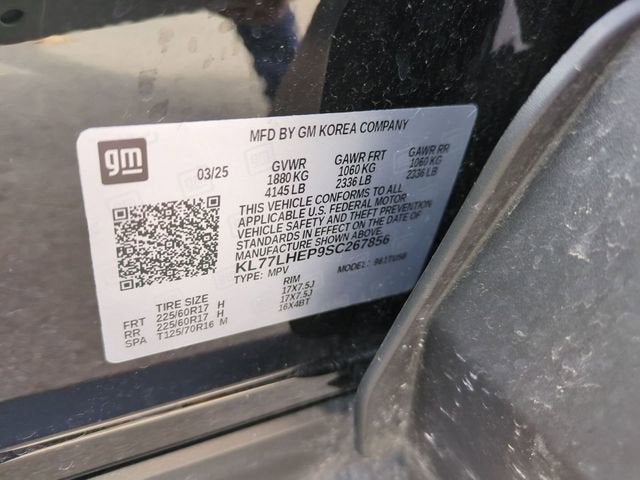 MFD BY GM KOREA COMPANY
gm
03/25 GVWR GAWR FRT GAWR RR
1880 KG 1060 KG 1060 KG
4145 LB 2336 LB 2336 LB
THIS VEHICLE CONFORMS TO ALL
APPLICABLE U.S. FEDERAL MOTOR
VEHICLE SAFETY AND THEFT PREVENTION
STANDARDS IN EFFECT ON THE DATE OF
MANUFACTURE SHOWN ABOVE.
KL77LHEP9SC267856
TYPE: MPV MODEL:
TIRE SIZE RIM
FRT 225/60R17 H 17X7.5J
RR 225/60R17 H 17X7.5J
SPA T125/70R16 M 16X4BT